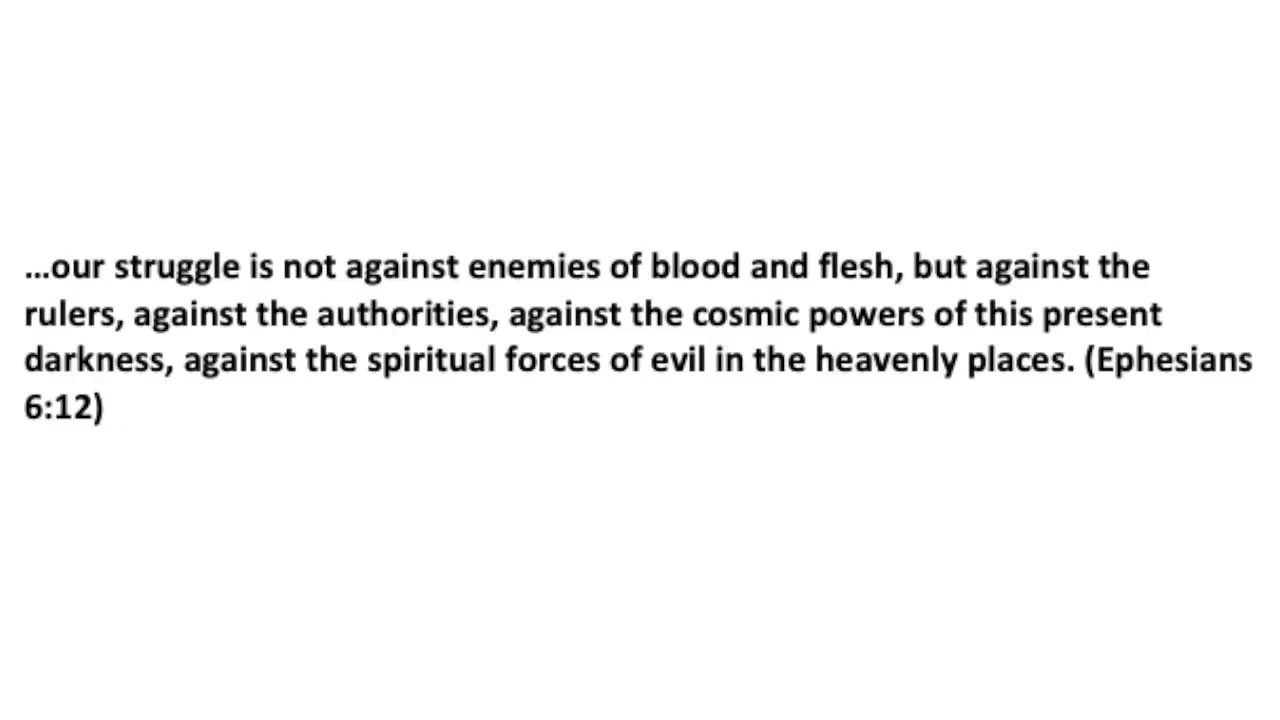 …our struggle is not against enemies of blood and flesh, but against the
rulers, against the authorities, against the cosmic powers of this present
darkness, against the spiritual forces of evil in the heavenly places. (Ephesians
6:12)